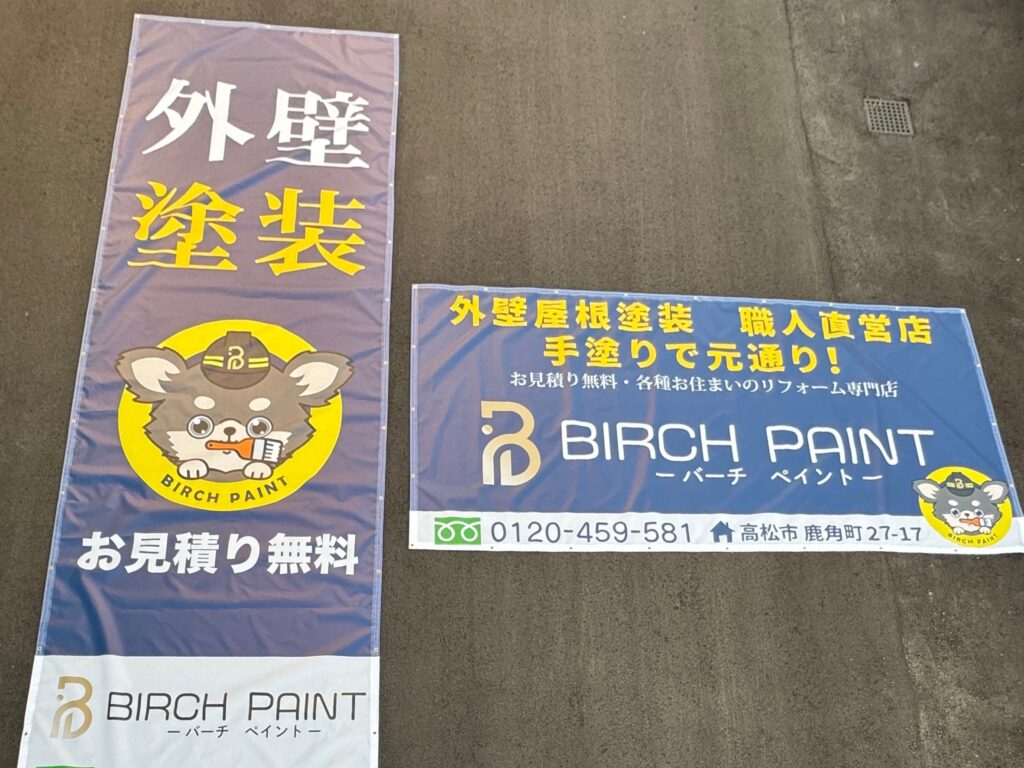 外壁
塗装
BIRCH PAINT
お見積り無料
BIRCH PAINT
ーバーチ ペイントー
外壁屋根塗装 職人直営店
手塗りで元通り！
お見積り無料・各種お住まいのリフォーム専門店
BIRCH PAINT
ーバーチ ペイントー
0120-459-581 高松市 鹿角町 27-17
BIRCH PAINT